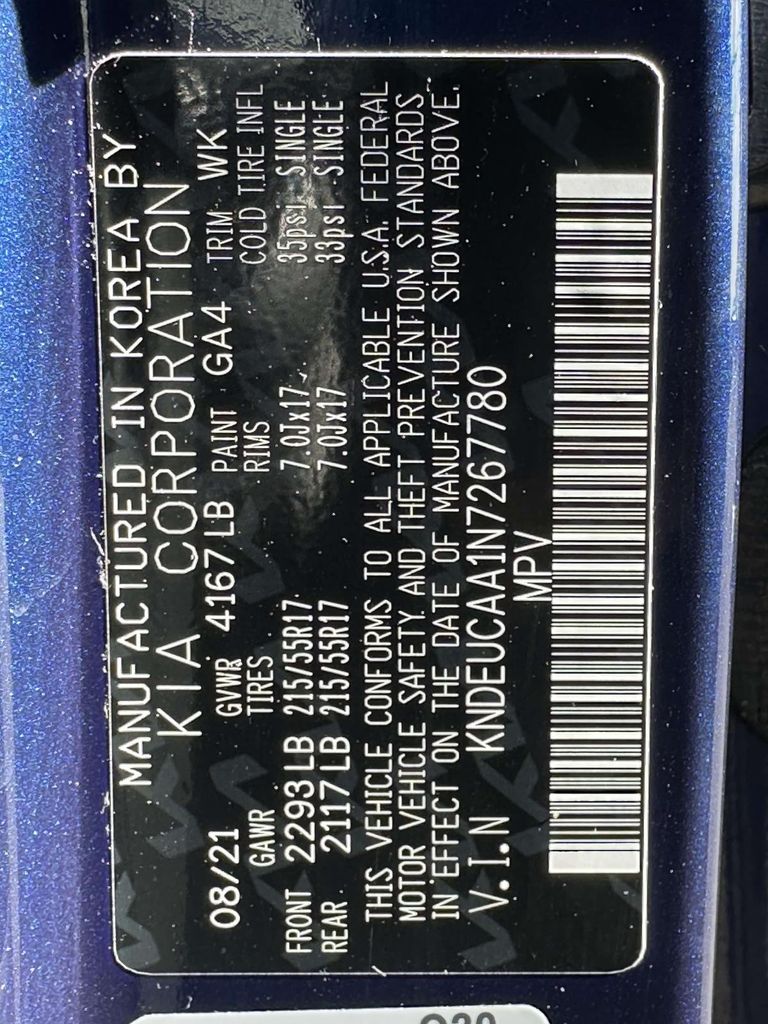 MANUFACTURED IN KOREA BY
KIA CORPORATION
08/21 GVWR 4167 LB PAINT GA4 TRIM WK
GAWR TIRES RIMS COLD TIRE INFL
FRONT 2293 LB 215/55R17 7.0Jx17 35psi SINGLE
REAR 2117 LB 215/55R17 7.0Jx17 33psi SINGLE
THIS VEHICLE CONFORMS TO ALL APPLICABLE U.S.A. FEDERAL
MOTOR VEHICLE SAFETY AND THEFT PREVENTION STANDARDS
IN EFFECT ON THE DATE OF MANUFACTURE SHOWN ABOVE.
V.I.N KNDEUCAA1N7267780
MPV